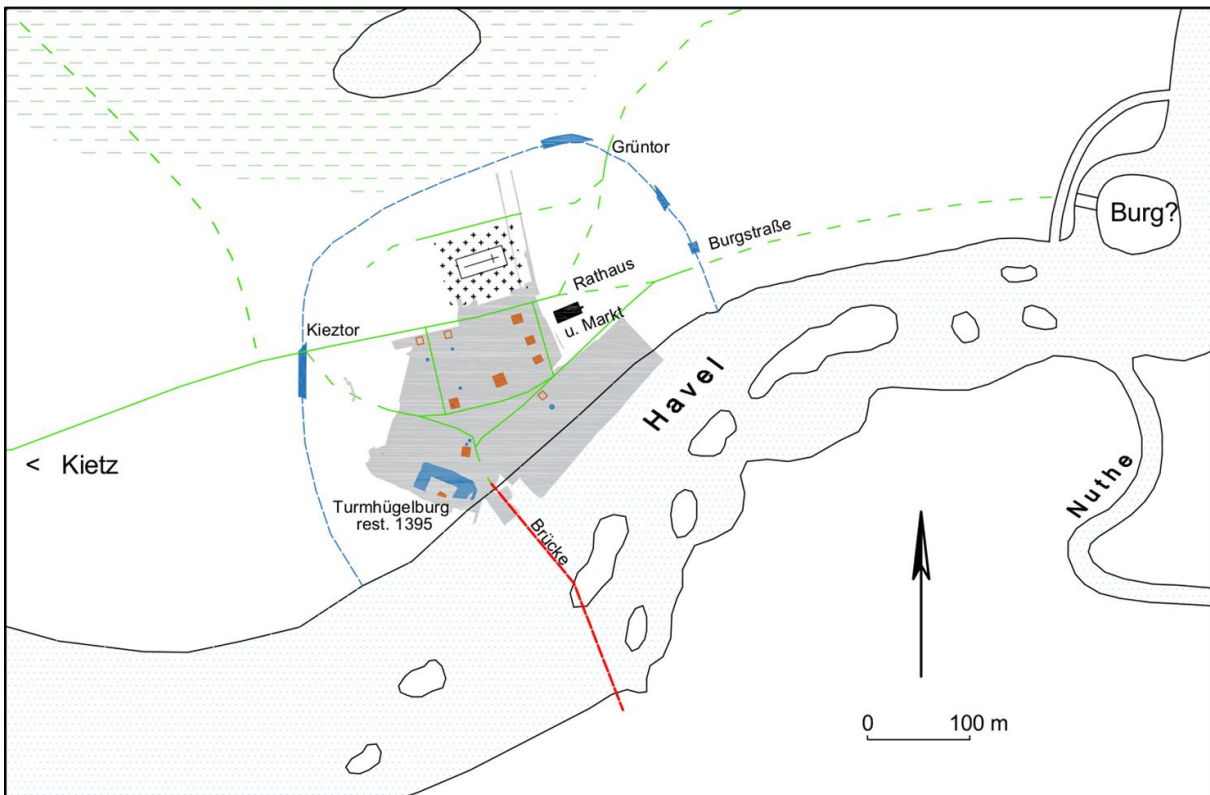 Grüntor
Burg?
Burgstraße
Rathaus
u. Markt
Kieztor
Havel
< Kietz
Nuthe
Turmhügelburg
rest. 1395
Brücke
0 100 m